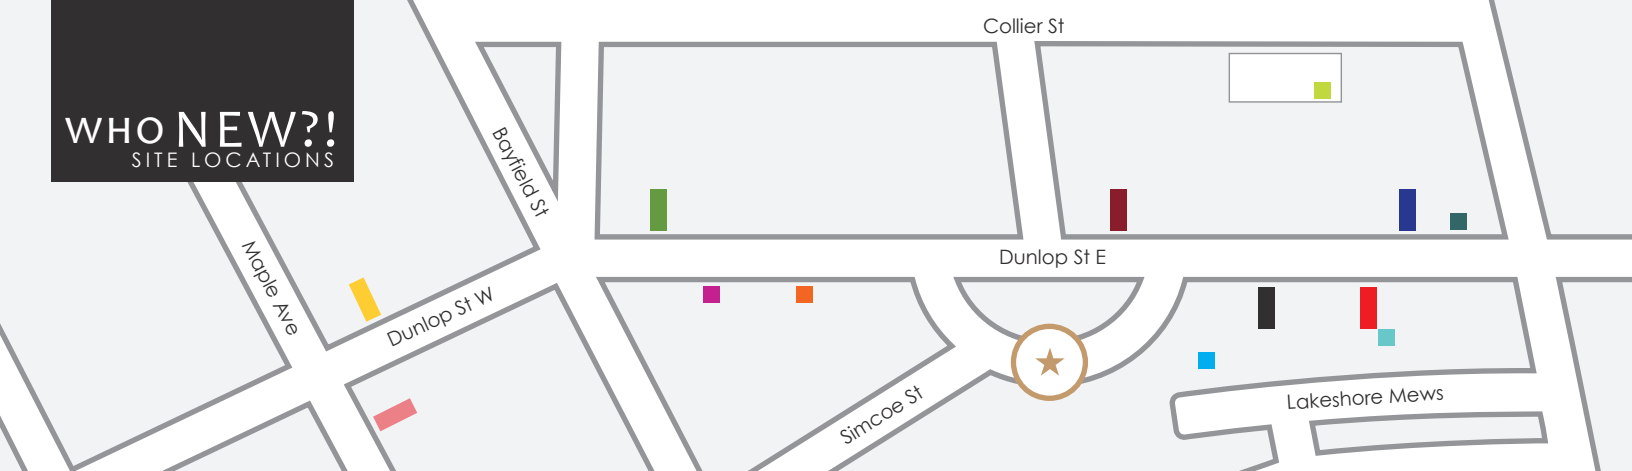 Collier St
WHO NEW?!
SITE LOCATIONS
Bayfield St
Maple Ave
Dunlop St W
Dunlop St E
Simcoe St
Lakeshore Mews